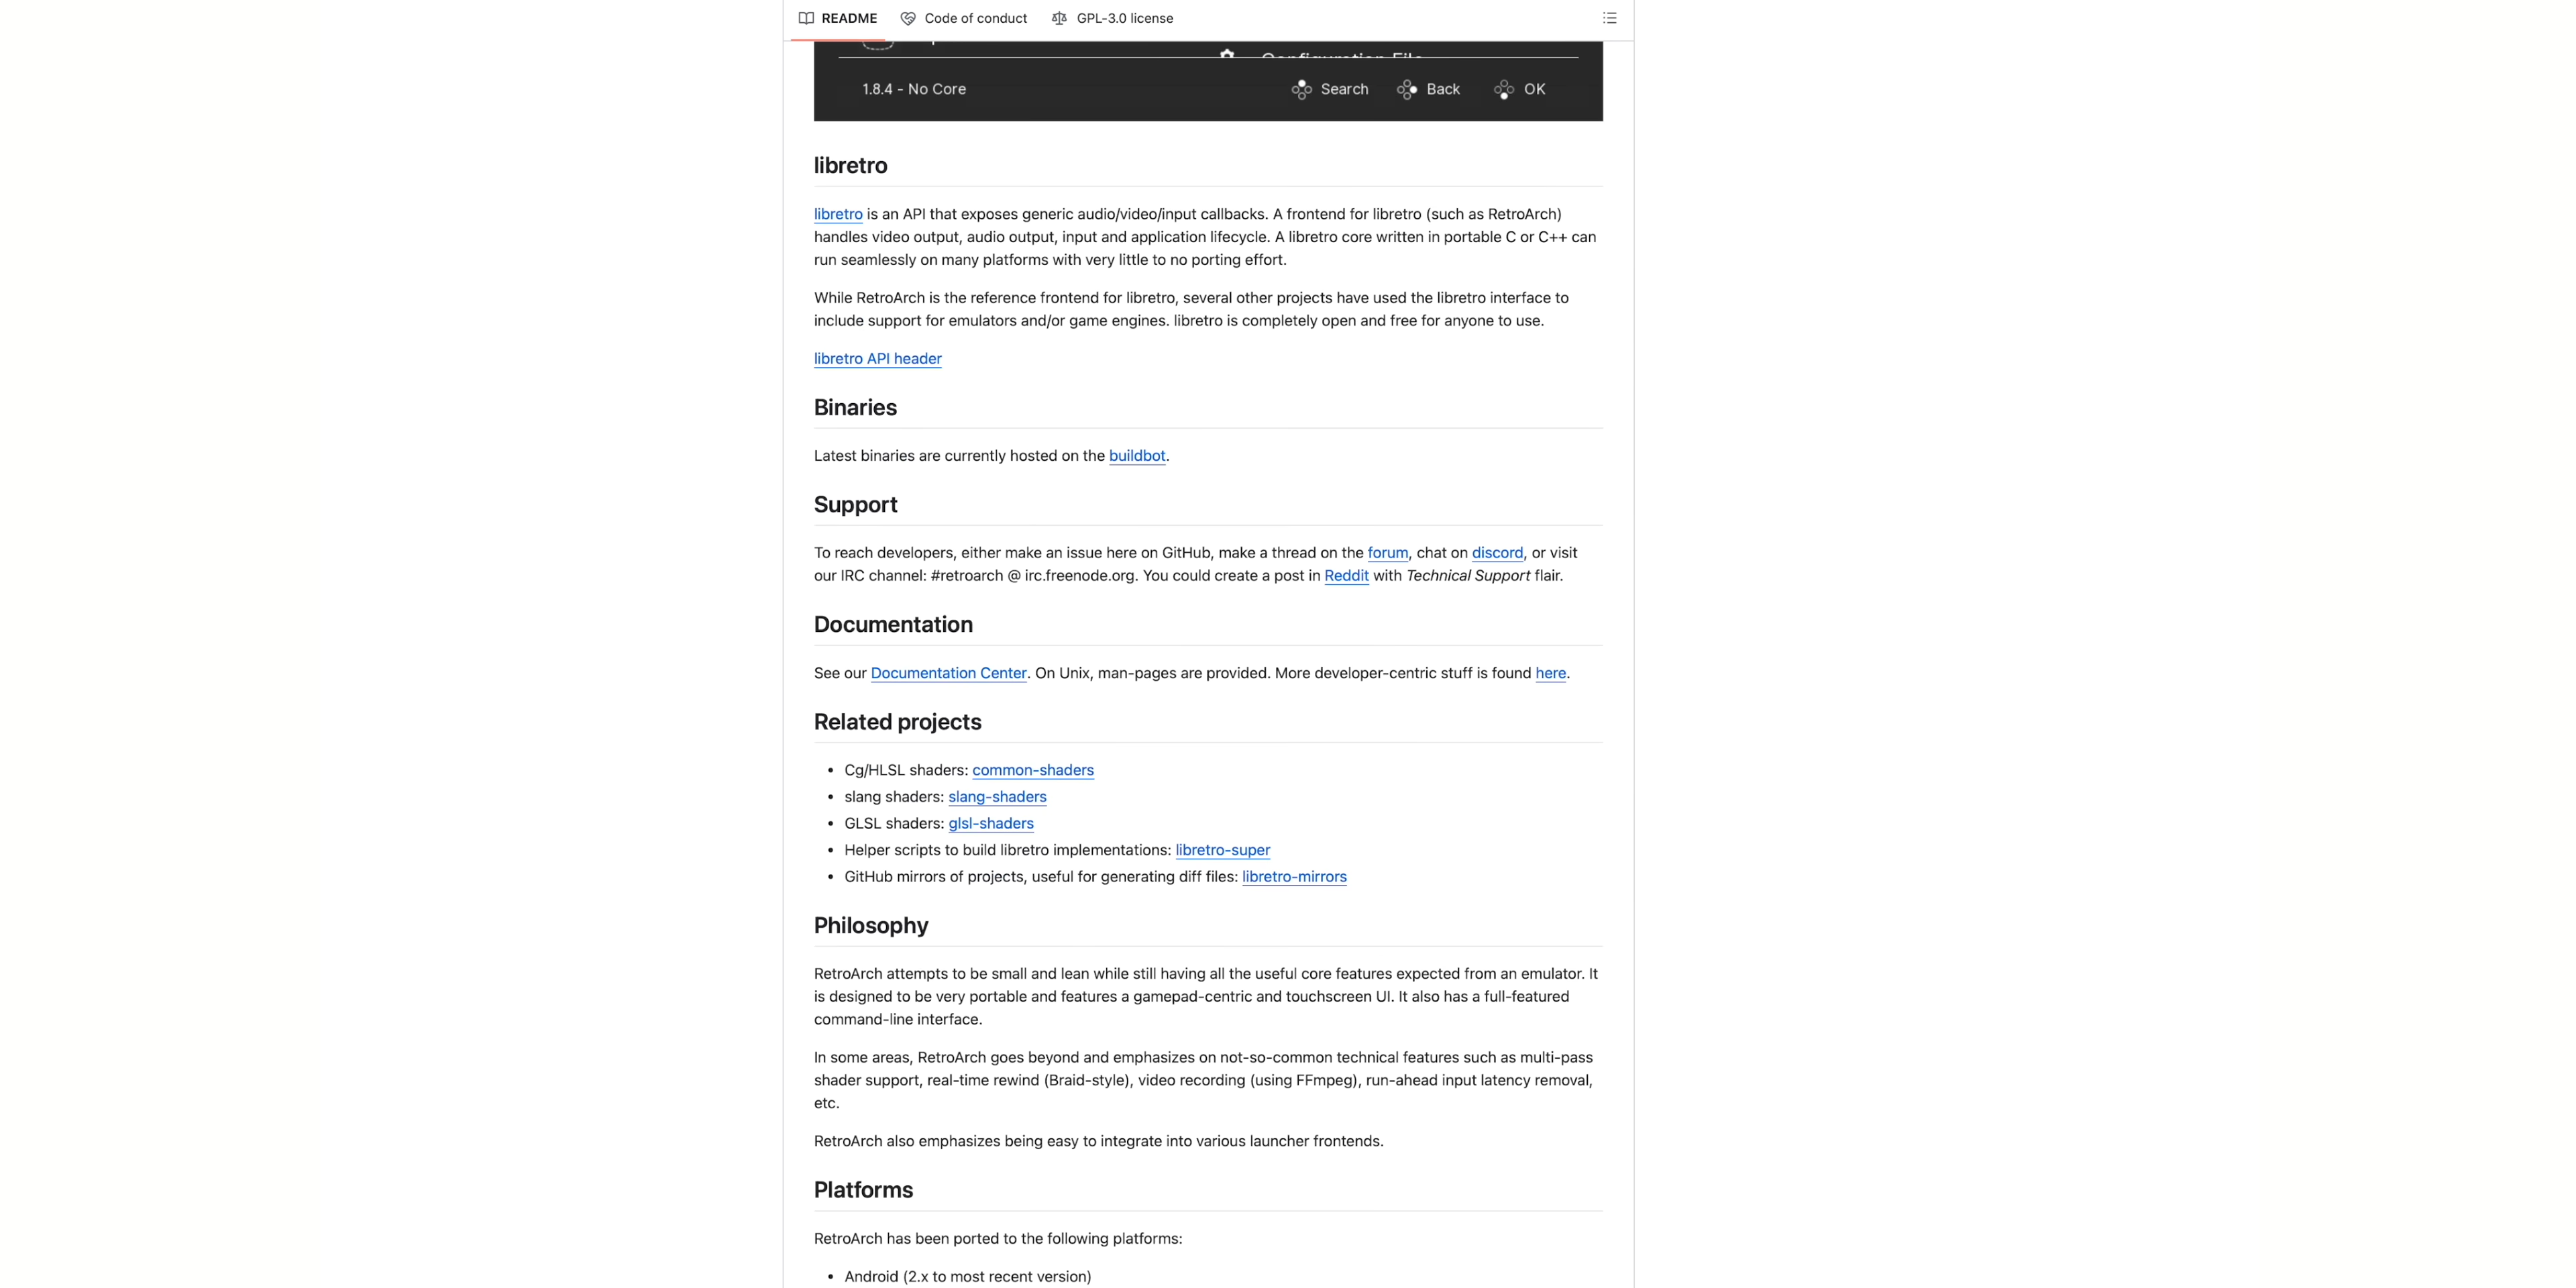 README
Code of conduct
GPL-3.0 license
Configuration File
1.8.4 - No Core
Search
Back
OK
libretro
libretro is an API that exposes generic audio/video/input callbacks. A frontend for libretro (such as RetroArch)
handles video output, audio output, input and application lifecycle. A libretro core written in portable C or C++ can
run seamlessly on many platforms with very little to no porting effort.
While RetroArch is the reference frontend for libretro, several other projects have used the libretro interface to
include support for emulators and/or game engines. libretro is completely open and free for anyone to use.
libretro API header
Binaries
Latest binaries are currently hosted on the buildbot.
Support
To reach developers, either make an issue here on GitHub, make a thread on the forum, chat on discord, or visit
our IRC channel: #retroarch @ irc.freenode.org. You could create a post in Reddit with Technical Support flair.
Documentation
See our Documentation Center. On Unix, man-pages are provided. More developer-centric stuff is found here.
Related projects
• Cg/HLSL shaders: common-shaders
• slang shaders: slang-shaders
• GLSL shaders: glsl-shaders
• Helper scripts to build libretro implementations: libretro-super
• GitHub mirrors of projects, useful for generating diff files: libretro-mirrors
Philosophy
RetroArch attempts to be small and lean while still having all the useful core features expected from an emulator. It
is designed to be very portable and features a gamepad-centric and touchscreen UI. It also has a full-featured
command-line interface.
In some areas, RetroArch goes beyond and emphasizes on not-so-common technical features such as multi-pass
shader support, real-time rewind (Braid-style), video recording (using FFmpeg), run-ahead input latency removal,
etc.
RetroArch also emphasizes being easy to integrate into various launcher frontends.
Platforms
RetroArch has been ported to the following platforms:
• Android (2.x to most recent version)